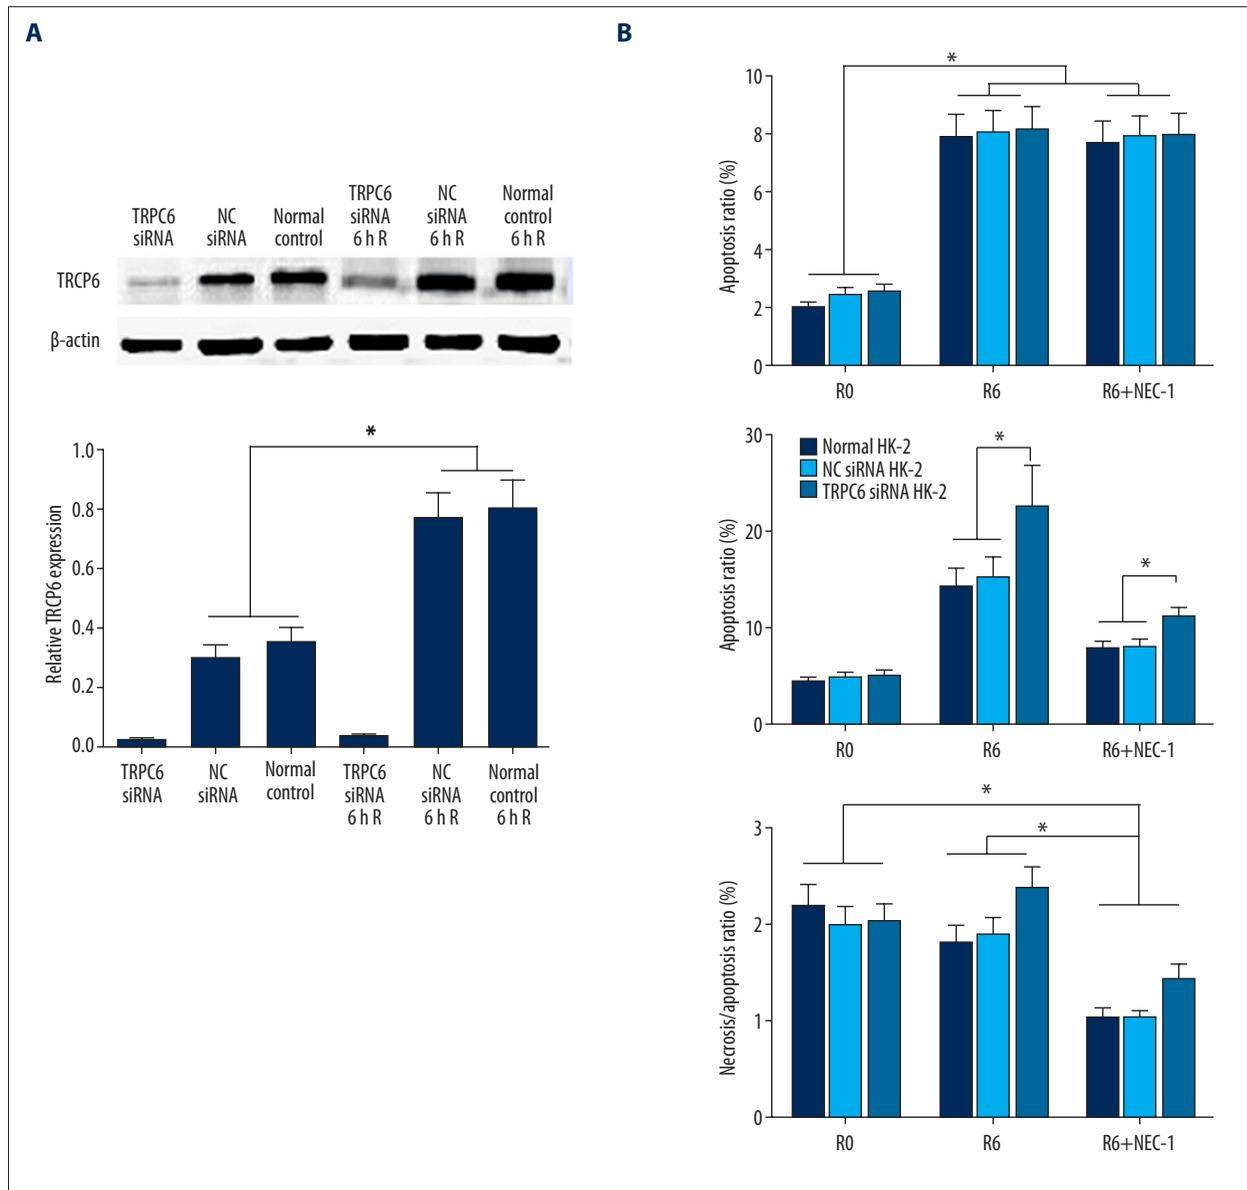 A
TRPC6
siRNA
NC
siRNA
Normal
control
TRPC6
siRNA
6 h R
NC
siRNA
6 h R
Normal
control
6 h R
TRCP6
β-actin
*
1.0
0.8
0.6
0.4
0.2
0.0
Relative TRCP6 expression
TRPC6
siRNA
NC
siRNA
Normal
control
TRPC6
siRNA
6 h R
NC
siRNA
6 h R
Normal
control
6 h R
B
*
10
8
6
4
2
0
Apoptosis ratio (%)
R0
R6
R6+NEC-1
30
20
10
0
Apoptosis ratio (%)
Normal HK-2
NC siRNA HK-2
TRPC6 siRNA HK-2
*
*
R0
R6
R6+NEC-1
*
*
3
2
1
0
Necrosis/apoptosis ratio (%)
R0
R6
R6+NEC-1